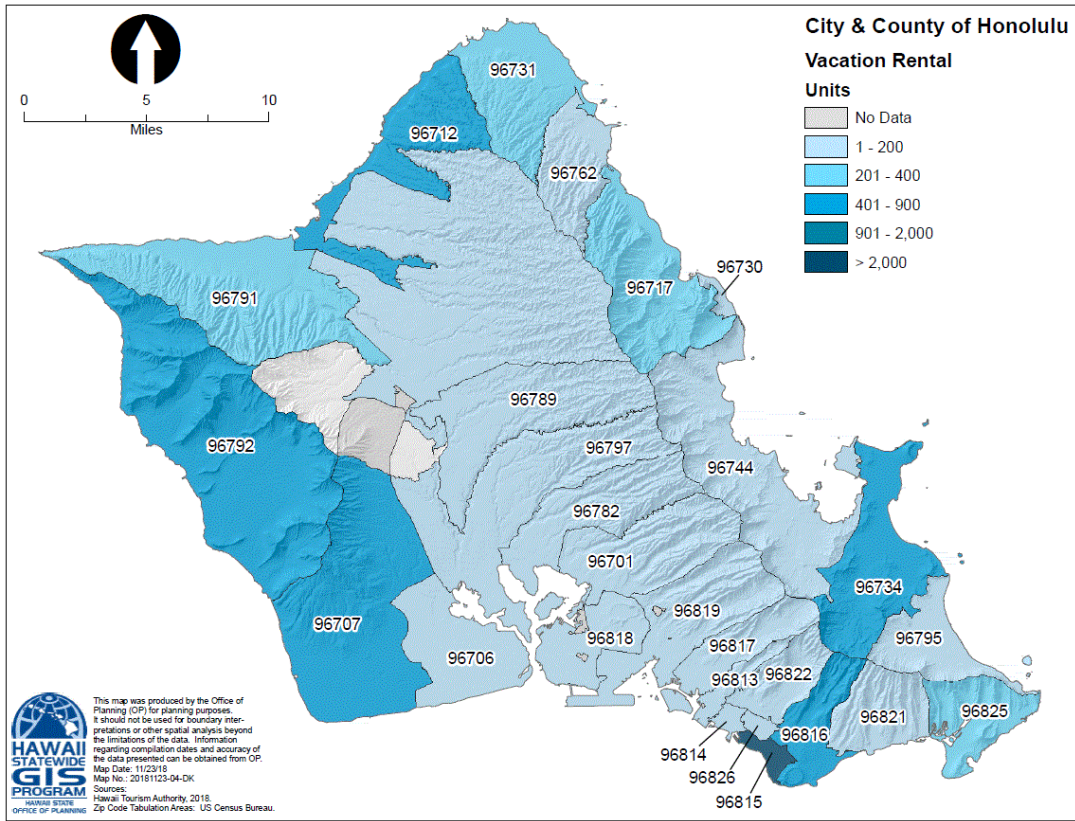 City & County of Honolulu
Vacation Rental
Units
No Data
1 - 200
201 - 400
401 - 900
901 - 2,000
> 2,000
0 5 10
Miles
96731
96712
96762
96730
96717
96791
96789
96797
96792
96744
96782
96701
96734
96819
96707
96818
96795
96706
96817
96822
96813
96821
96825
96816
96814
96826
96815
HAWAII
STATEWIDE
GIS
PROGRAM
HAWAII STATE
OFFICE OF PLANNING
This map was produced by the Office of
Planning (OP) for planning purposes.
It should not be used for boundary inter-
pretations or other spatial analysis beyond
the limitations of the data. Information
regarding compilation dates and accuracy of
the data presented can be obtained from OP.
Map Date: 11/23/18
Map No.: 20181123-04-DK
Sources:
Hawaii Tourism Authority, 2018.
Zip Code Tabulation Areas: US Census Bureau.